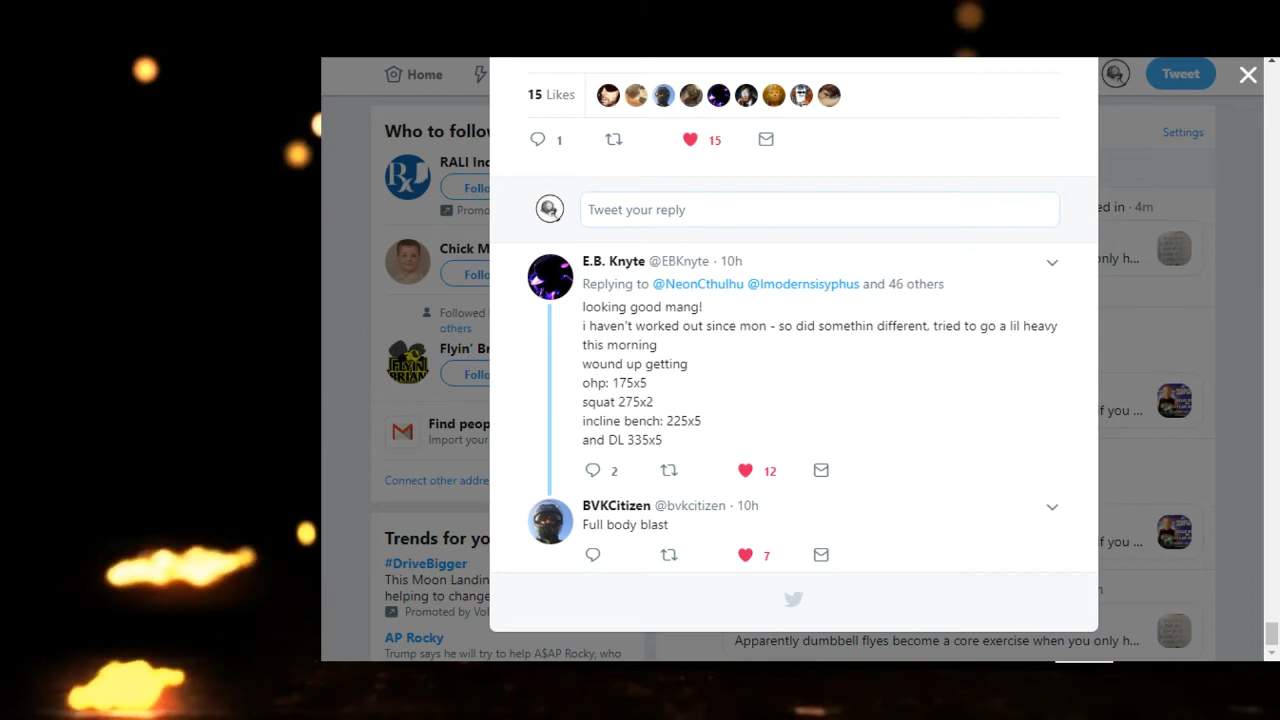 Home
Tweet
Who to follow
Settings
RALI Inc
Follo
Promo
Chick M
Follo
Followed
others
Flyin' Br
Follo
Find peop
Import your
Connect other addre
Trends for yo
#DriveBigger
This Moon Landin
helping to change
Promoted by Vol
AP Rocky
Trump says he will try to help A$AP Rocky, who
15 Likes
1
15
Tweet your reply
E.B. Knyte @EBKnyte · 10h
Replying to @NeonCthulhu @Imodernsisyphus and 46 others
looking good mang!
i haven't worked out since mon - so did somethin different, tried to go a lil heavy
this morning
wound up getting
ohp: 175x5
squat 275x2
incline bench: 225x5
and DL 335x5
2
12
BVKCitizen @bvkcitizen · 10h
Full body blast
7
ed in · 4m
only h...
if you ...
if you ...
Apparently dumbbell flyes become a core exercise when you only h...